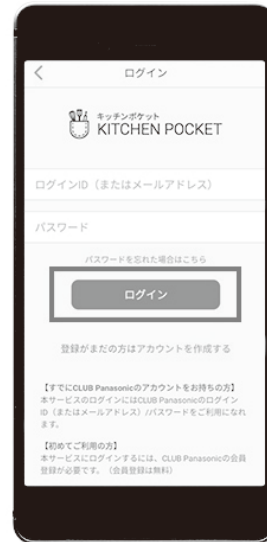 ログイン
キッチンポケット
KITCHEN POCKET
ログインID（またはメールアドレス）
パスワード
パスワードを忘れた場合はこちら
ログイン
登録がまだの方はアカウントを作成する
【すでにCLUB Panasonicのアカウントをお持ちの方】
本サービスのログインにはCLUB Panasonicのログイン
ID（またはメールアドレス）/パスワードをご利用になれ
ます。
【初めてご利用の方】
本サービスにログインするには、CLUB Panasonicの会員
登録が必要です。（会員登録は無料）